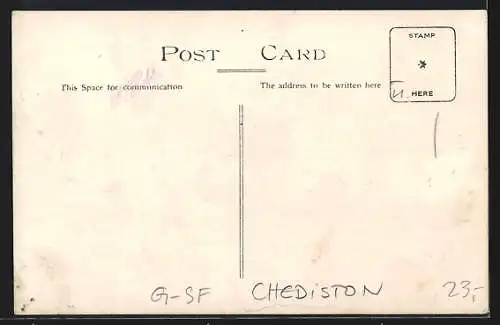 STAMP
POST CARD
This Space for communication
The address to be written here
HERE
G-SF CHEDISTON 23,-